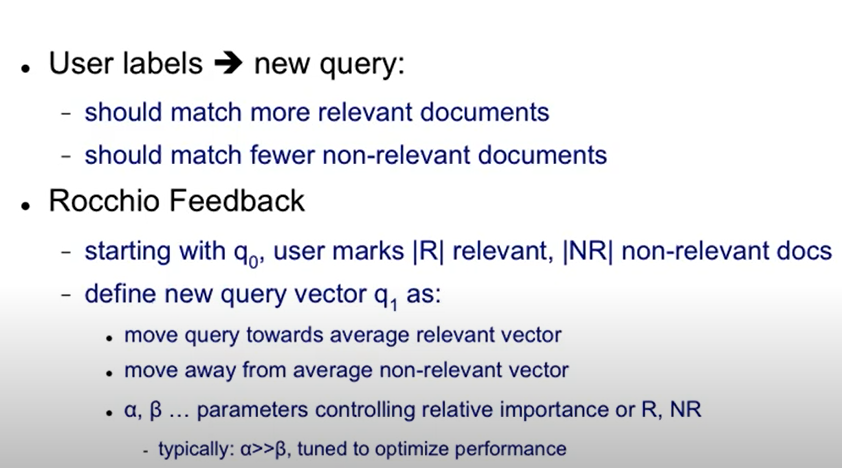 • User labels ➔ new query:
– should match more relevant documents
– should match fewer non-relevant documents
• Rocchio Feedback
– starting with q₀, user marks |R| relevant, |NR| non-relevant docs
– define new query vector q₁ as:
• move query towards average relevant vector
• move away from average non-relevant vector
• α, β ... parameters controlling relative importance or R, NR
- typically: α>>β, tuned to optimize performance